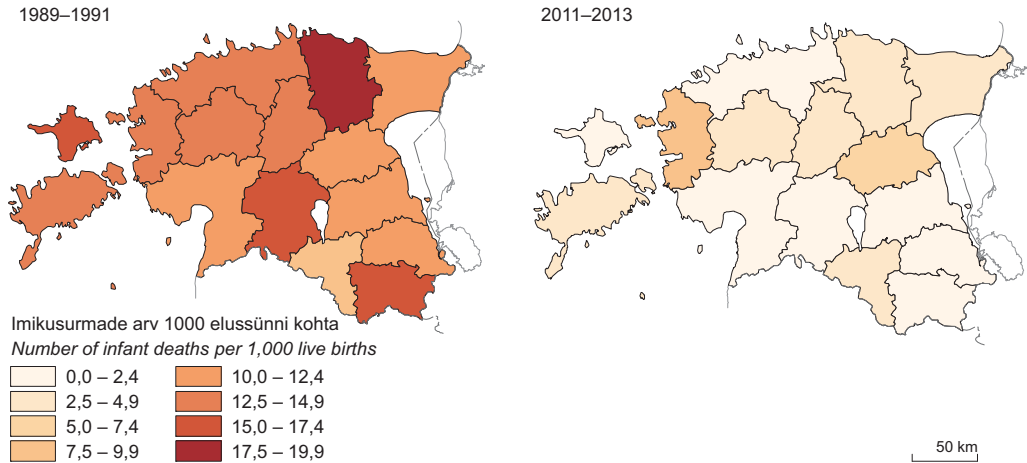 1989–1991
2011–2013
Imikusurmade arv 1000 elussünni kohta
Number of infant deaths per 1,000 live births
0,0 – 2,4
2,5 – 4,9
5,0 – 7,4
7,5 – 9,9
10,0 – 12,4
12,5 – 14,9
15,0 – 17,4
17,5 – 19,9
50 km